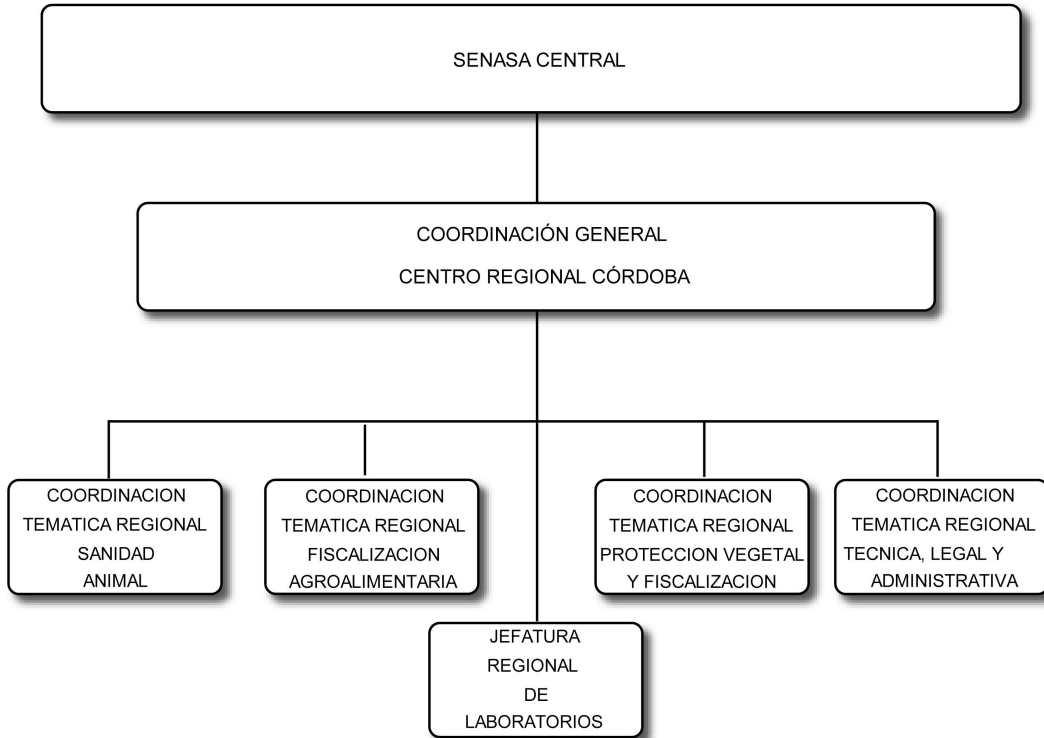 SENASA CENTRAL
COORDINACIÓN GENERAL
CENTRO REGIONAL CÓRDOBA
COORDINACION
TEMATICA REGIONAL
SANIDAD
ANIMAL
COORDINACION
TEMATICA REGIONAL
FISCALIZACION
AGROALIMENTARIA
COORDINACION
TEMATICA REGIONAL
PROTECCION VEGETAL
Y FISCALIZACION
COORDINACION
TEMATICA REGIONAL
TECNICA, LEGAL Y
ADMINISTRATIVA
JEFATURA
REGIONAL
DE
LABORATORIOS